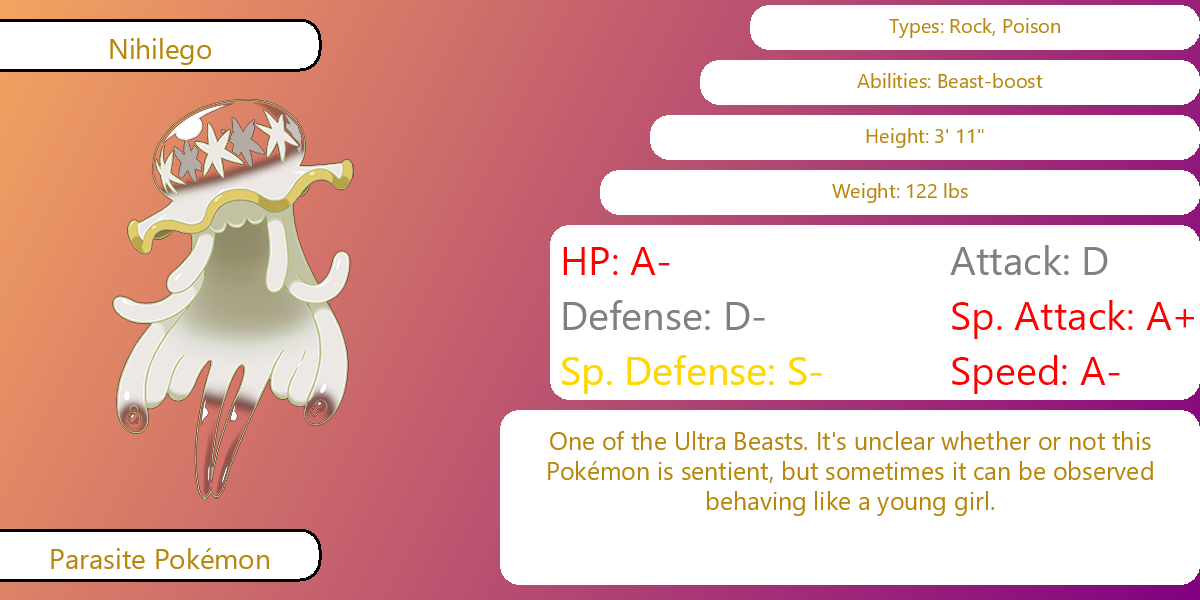 Nihilego
Types: Rock, Poison
Abilities: Beast-boost
Height: 3' 11"
Weight: 122 lbs
HP: A-
Attack: D
Defense: D-
Sp. Attack: A+
Sp. Defense: S-
Speed: A-
One of the Ultra Beasts. It's unclear whether or not this
Pokémon is sentient, but sometimes it can be observed
behaving like a young girl.
Parasite Pokémon